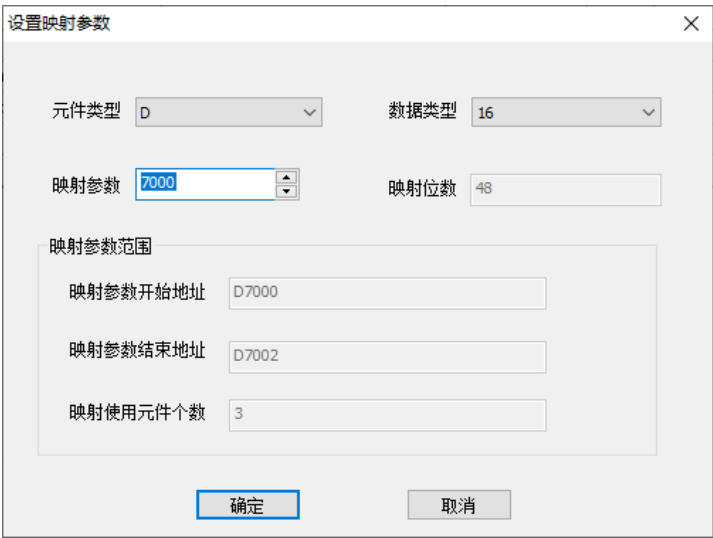 设置映射参数
元件类型 D 数据类型 16
映射参数 7000 映射位数 48
映射参数范围
映射参数开始地址 D7000
映射参数结束地址 D7002
映射使用元件个数 3
确定 取消